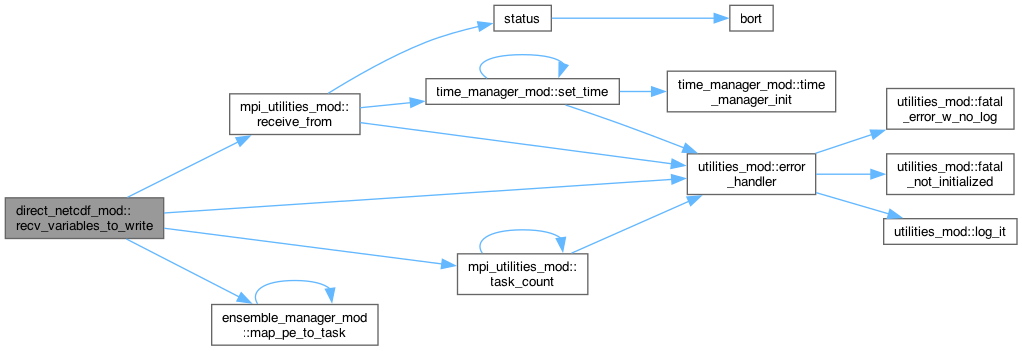 direct_netcdf_mod::
recv_variables_to_write
mpi_utilities_mod::
receive_from
status
bort
time_manager_mod::set_time
time_manager_mod::time
_manager_init
utilities_mod::error
_handler
utilities_mod::fatal
_error_w_no_log
utilities_mod::fatal
_not_initialized
utilities_mod::log_it
mpi_utilities_mod::
task_count
ensemble_manager_mod
::map_pe_to_task